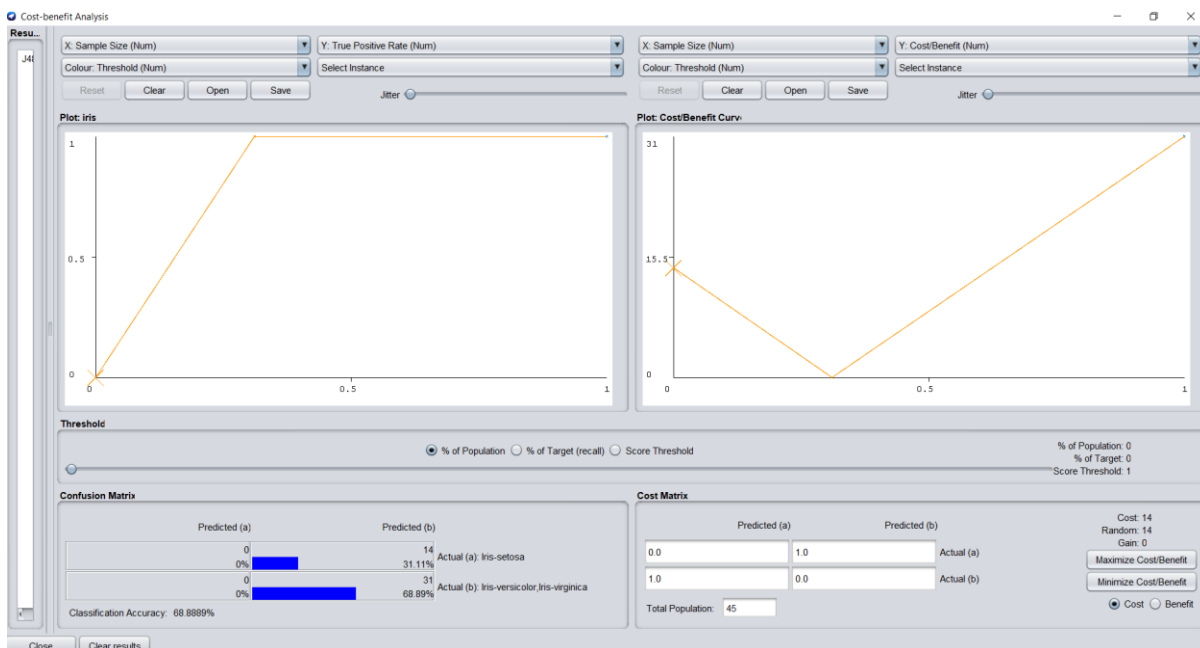 Cost-benefit Analysis
Resu...
J48
X: Sample Size (Num)
Y: True Positive Rate (Num)
Colour: Threshold (Num)
Select Instance
Reset
Clear
Open
Save
Jitter
Plot: iris
1
0.5
0
0
0.5
1
X: Sample Size (Num)
Y: Cost/Benefit (Num)
Colour: Threshold (Num)
Select Instance
Reset
Clear
Open
Save
Jitter
Plot: Cost/Benefit Curve
31
15.5
0
0
0.5
1
Threshold
% of Population
% of Target (recall)
Score Threshold
% of Population: 0
% of Target: 0
Score Threshold: 1
Confusion Matrix
Predicted (a) Predicted (b)
0 14
0% 31.11%
Actual (a): Iris-setosa
0 31
0% 68.89%
Actual (b): Iris-versicolor,Iris-virginica
Classification Accuracy: 68.8889%
Cost Matrix
Predicted (a) Predicted (b)
0.0 1.0 Actual (a)
1.0 0.0 Actual (b)
Total Population: 45
Cost: 14
Random: 14
Gain: 0
Maximize Cost/Benefit
Minimize Cost/Benefit
Cost Benefit
Close
Clear results